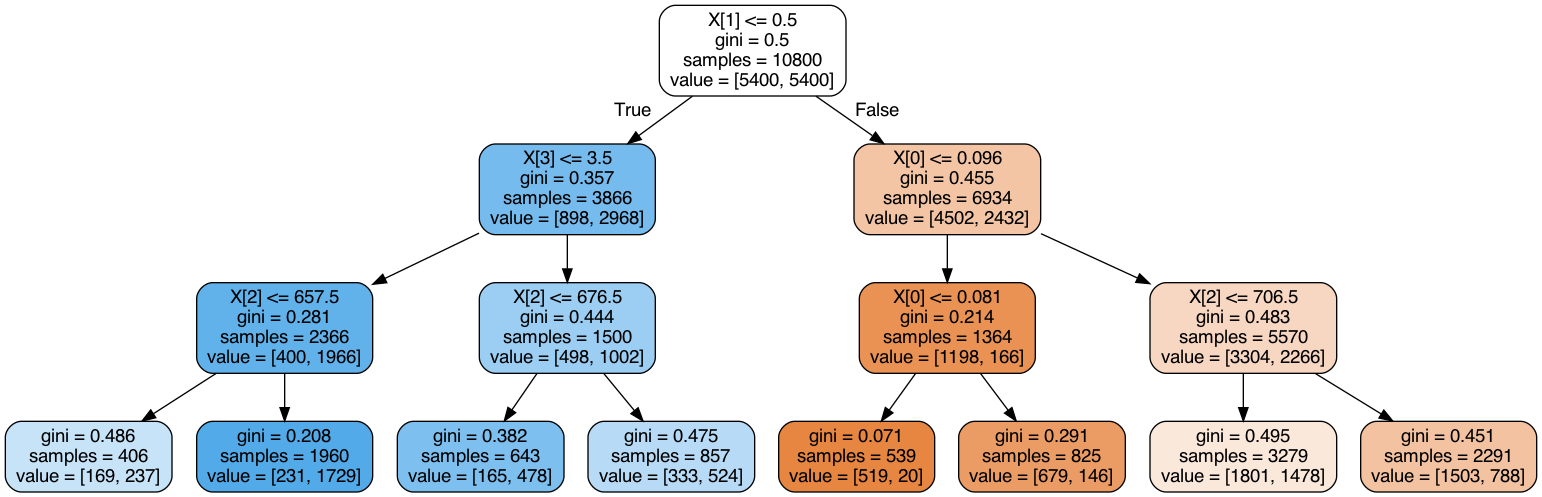 X[1] <= 0.5
gini = 0.5
samples = 10800
value = [5400, 5400]
True
False
X[3] <= 3.5
gini = 0.357
samples = 3866
value = [898, 2968]
X[0] <= 0.096
gini = 0.455
samples = 6934
value = [4502, 2432]
X[2] <= 657.5
gini = 0.281
samples = 2366
value = [400, 1966]
X[2] <= 676.5
gini = 0.444
samples = 1500
value = [498, 1002]
X[0] <= 0.081
gini = 0.214
samples = 1364
value = [1198, 166]
X[2] <= 706.5
gini = 0.483
samples = 5570
value = [3304, 2266]
gini = 0.486
samples = 406
value = [169, 237]
gini = 0.208
samples = 1960
value = [231, 1729]
gini = 0.382
samples = 643
value = [165, 478]
gini = 0.475
samples = 857
value = [333, 524]
gini = 0.071
samples = 539
value = [519, 20]
gini = 0.291
samples = 825
value = [679, 146]
gini = 0.495
samples = 3279
value = [1801, 1478]
gini = 0.451
samples = 2291
value = [1503, 788]